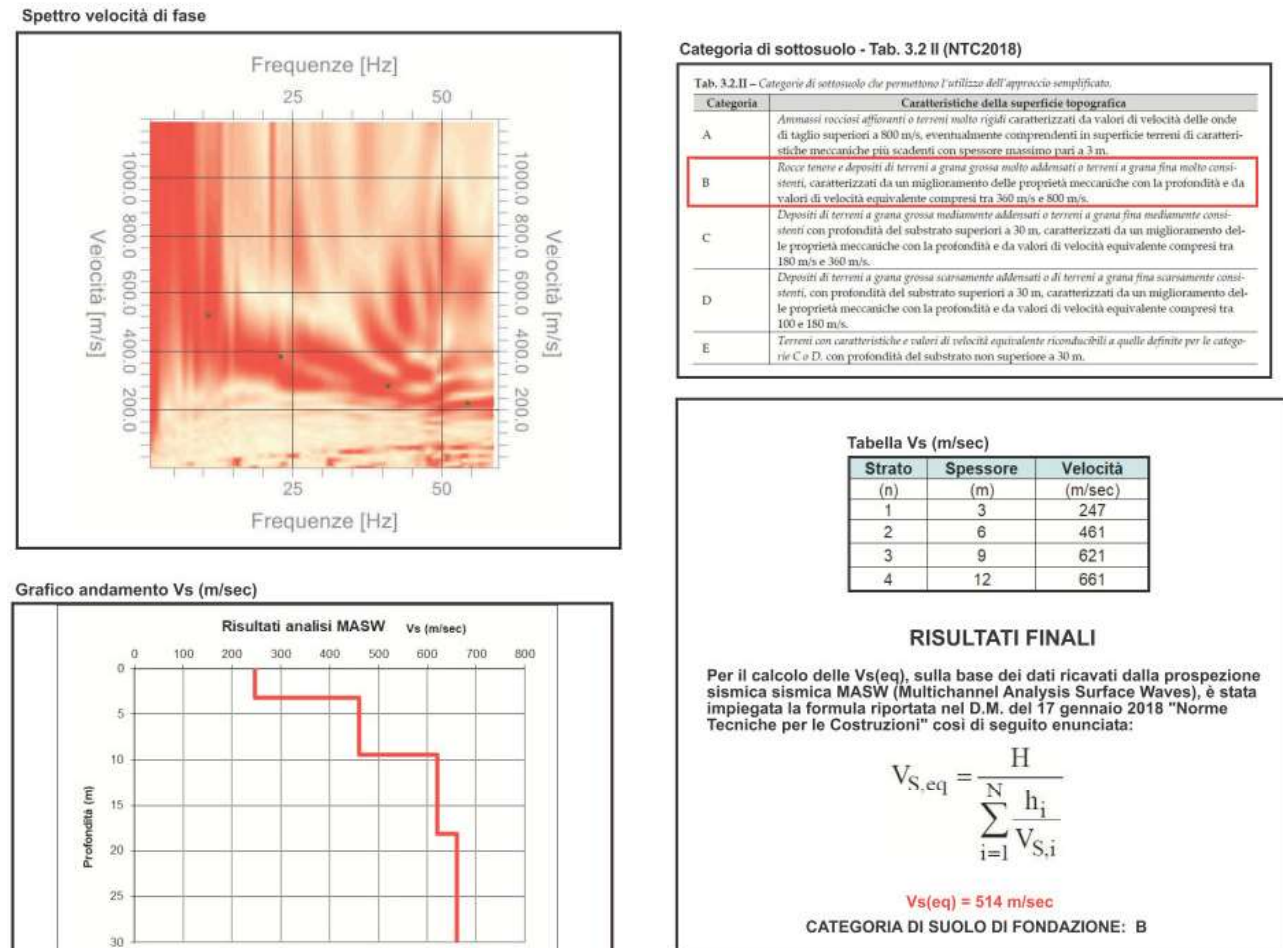 Spettro velocità di fase
Frequenze [Hz]
25 50
1000.0 800.0 600.0 400.0 200.0
Velocità [m/s]
1000.0 800.0 600.0 400.0 200.0
Velocità [m/s]
25 50
Frequenze [Hz]
Grafico andamento Vs (m/sec)
Risultati analisi MASW Vs (m/sec)
0 100 200 300 400 500 600 700 800
0
5
10
15
20
25
30
Profondità (m)
Categoria di sottosuolo - Tab. 3.2 II (NTC2018)
Tab. 3.2.II – Categorie di sottosuolo che permettono l'utilizzo dell'approccio semplificato.
Categoria Caratteristiche della superficie topografica
A
Ammassi rocciosi affioranti o terreni molto rigidi caratterizzati da valori di velocità delle onde
di taglio superiori a 800 m/s, eventualmente comprendenti in superficie terreni di caratteri-
stiche meccaniche più scadenti con spessore massimo pari a 3 m.
B
Rocce tenere e depositi di terreni a grana grossa molto addensati o terreni a grana fina molto consi-
stenti, caratterizzati da un miglioramento delle proprietà meccaniche con la profondità e da
valori di velocità equivalente compresi tra 360 m/s e 800 m/s.
C
Depositi di terreni a grana grossa mediamente addensati o terreni a grana fina mediamente consi-
stenti con profondità del substrato superiori a 30 m, caratterizzati da un miglioramento del-
le proprietà meccaniche con la profondità e da valori di velocità equivalente compresi tra
180 m/s e 360 m/s.
D
Depositi di terreni a grana grossa scarsamente addensati o di terreni a grana fina scarsamente consi-
stenti, con profondità del substrato superiori a 30 m, caratterizzati da un miglioramento del-
le proprietà meccaniche con la profondità e da valori di velocità equivalente compresi tra
100 e 180 m/s.
E
Terreni con caratteristiche e valori di velocità equivalente riconducibili a quelle definite per le catego-
rie C o D, con profondità del substrato non superiore a 30 m.
Tabella Vs (m/sec)
Strato Spessore Velocità
(n) (m) (m/sec)
1 3 247
2 6 461
3 9 621
4 12 661
RISULTATI FINALI
Per il calcolo delle Vs(eq), sulla base dei dati ricavati dalla prospezione
sismica sismica MASW (Multichannel Analysis Surface Waves), è stata
impiegata la formula riportata nel D.M. del 17 gennaio 2018 "Norme
Tecniche per le Costruzioni" così di seguito enunciata:
V_S,eq = H / ∑_{i=1}^{N} h_i / V_S,i
Vs(eq) = 514 m/sec
CATEGORIA DI SUOLO DI FONDAZIONE: B